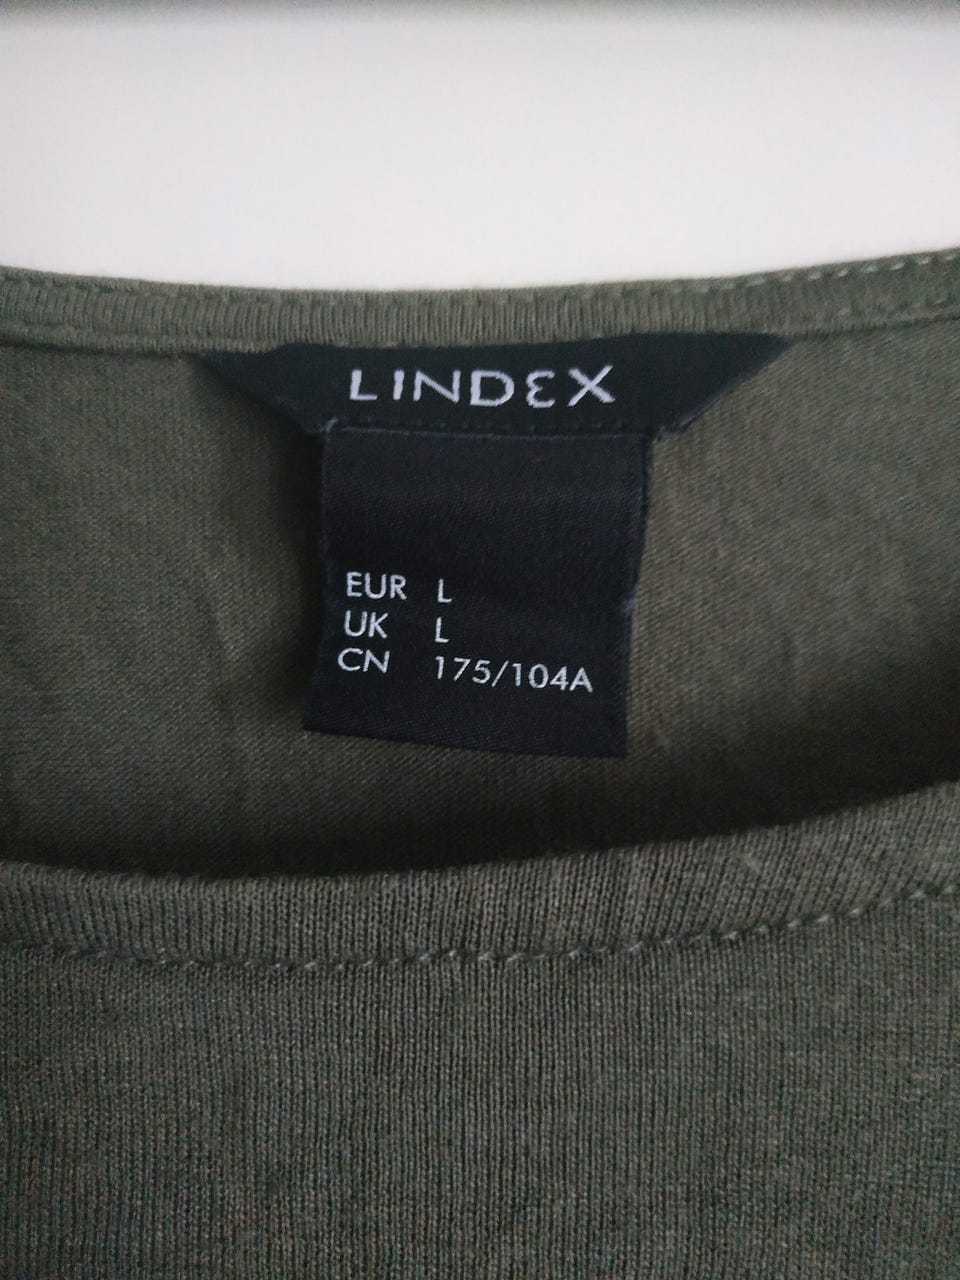 LINDEX
EUR L
UK L
CN 175/104A